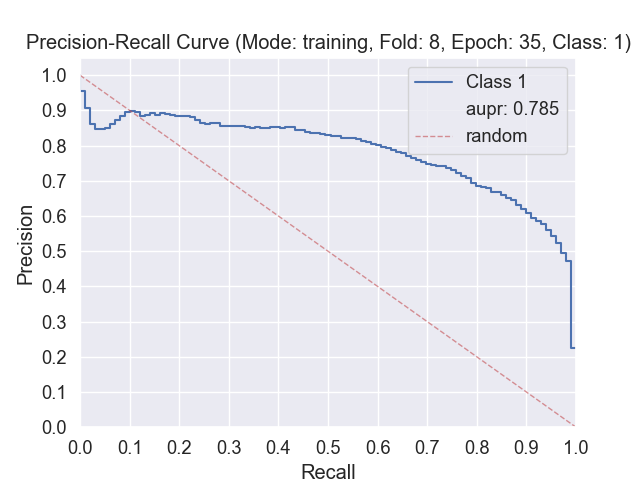 Precision-Recall Curve (Mode: training, Fold: 8, Epoch: 35, Class: 1)
1.0
0.9
0.8
0.7
0.6
0.5
0.4
0.3
0.2
0.1
0.0
Precision
Class 1
aupr: 0.785
random
0.0 0.1 0.2 0.3 0.4 0.5 0.6 0.7 0.8 0.9 1.0
Recall